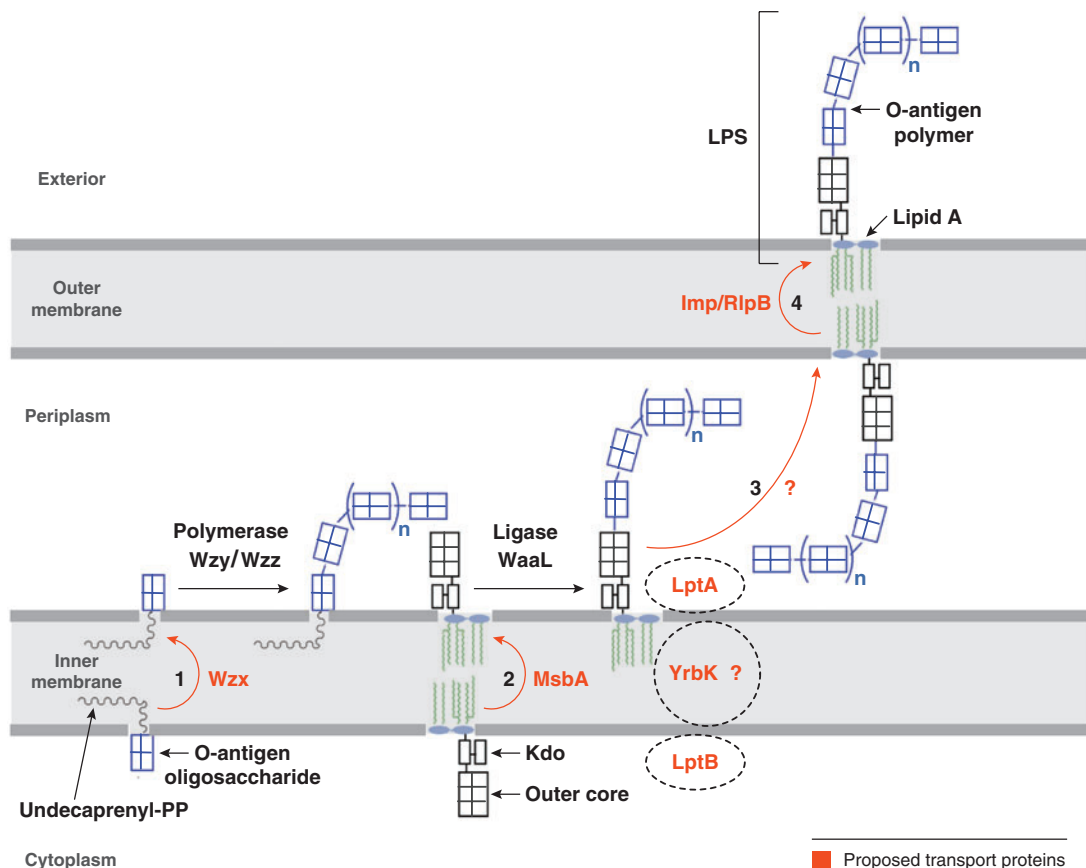 n
O-antigen
polymer
LPS
Exterior
Lipid A
Outer
membrane
Imp/RlpB
4
Periplasm
n
3
?
Polymerase
Wzy/Wzz
n
Ligase
WaaL
LptA
n
Inner
membrane
1
Wzx
2
MsbA
YrbK ?
O-antigen
oligosaccharide
Kdo
LptB
Undecaprenyl-PP
Outer core
Cytoplasm
Proposed transport proteins